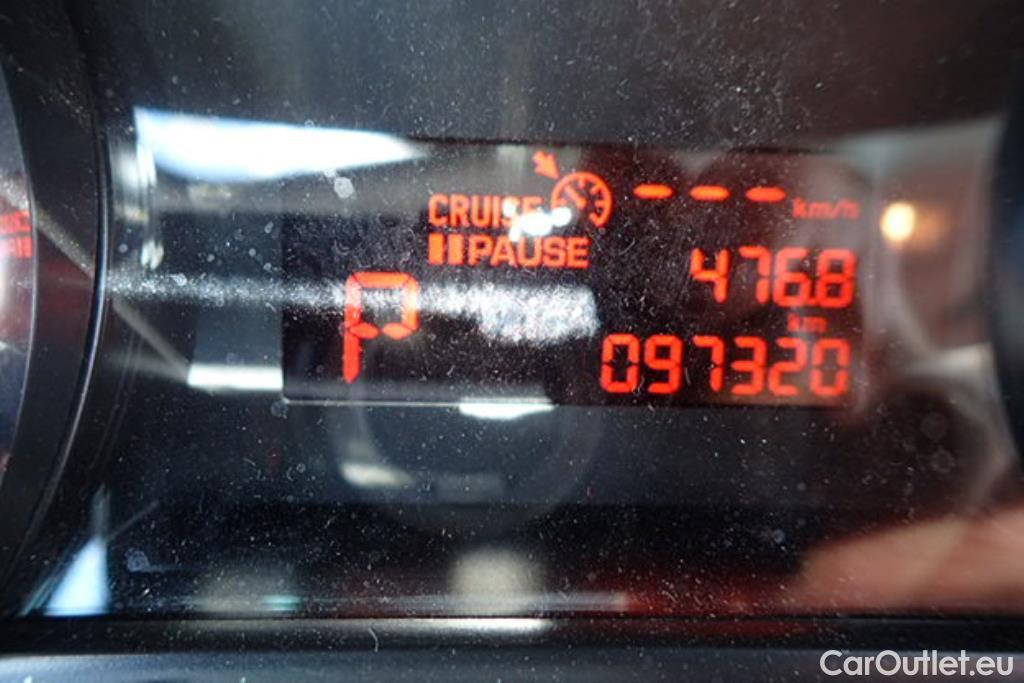 CRUISE
--- km/h
PAUSE
476.8
km
P
097320
CarOutlet.eu